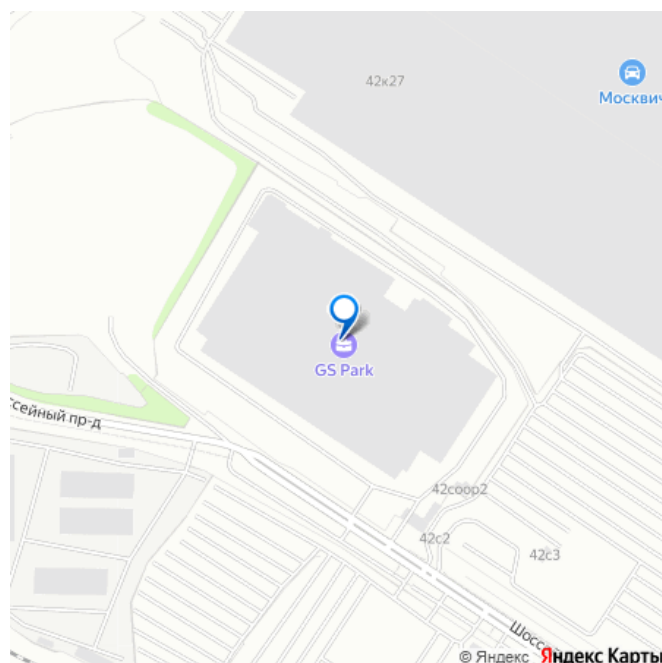 42к27
Москвич
GS Park
ссейный пр-д
42соор2
42с2
42с3
Шосс
© Яндекс Яндекс Карты